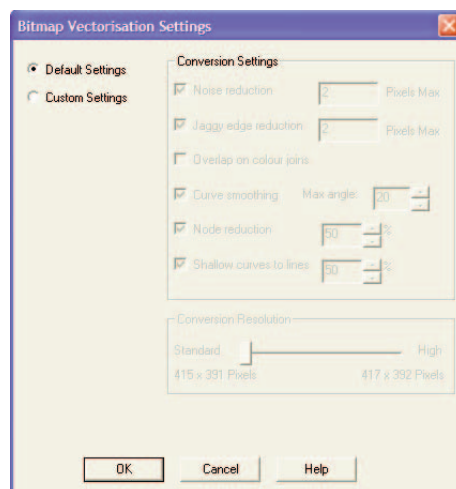 Bitmap Vectorisation Settings
Default Settings
Custom Settings
Conversion Settings
Noise reduction 2 Pixels Max
Jaggy edge reduction 2 Pixels Max
Overlap on colour joins
Curve smoothing Max angle: 20
Node reduction 50 %
Shallow curves to lines 50 %
Conversion Resolution
Standard High
415 x 391 Pixels 417 x 392 Pixels
OK Cancel Help